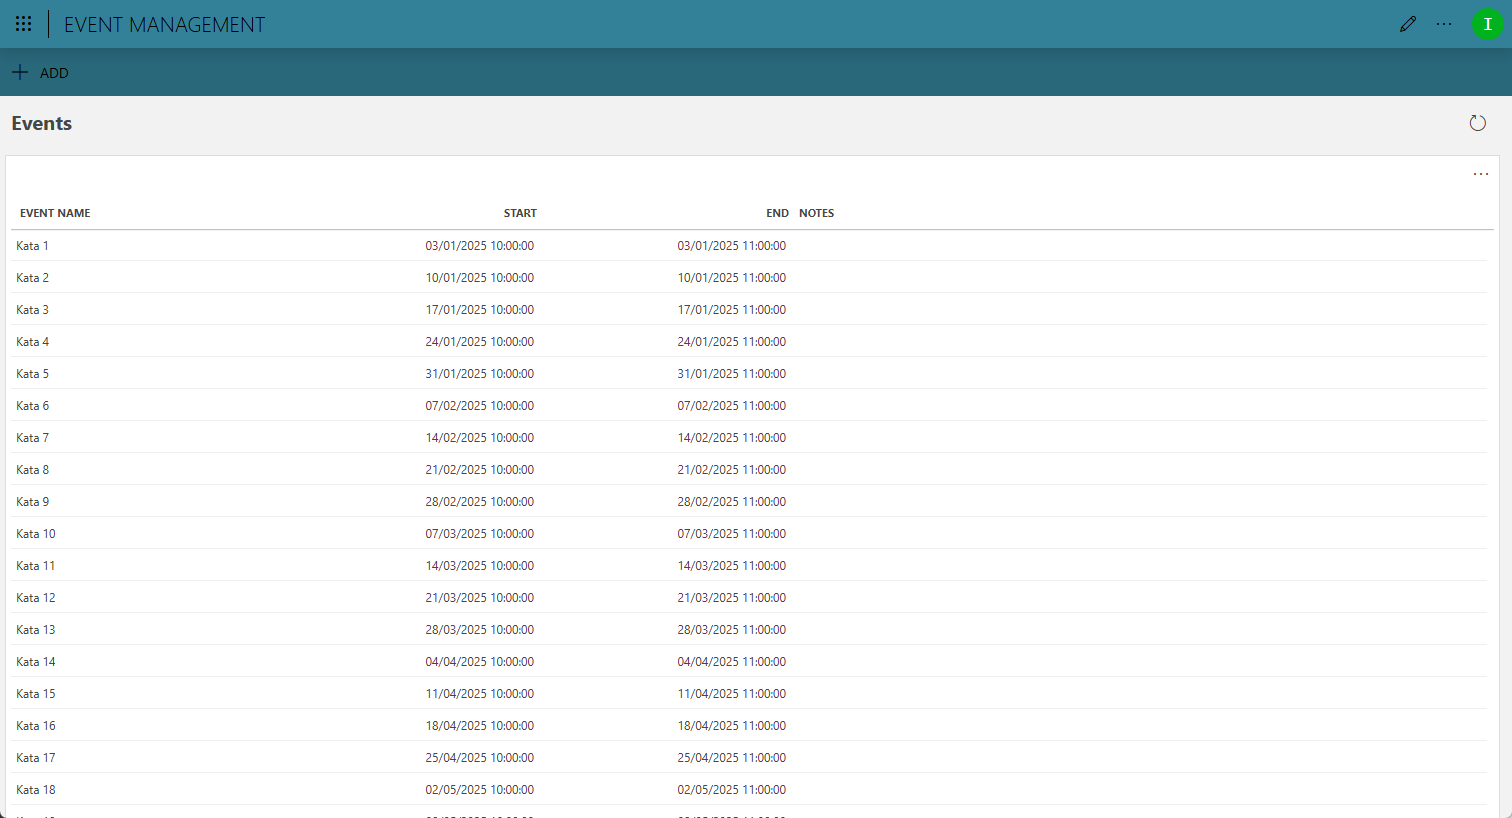 EVENT MANAGEMENT
I
ADD
Events
EVENT NAME START END NOTES
Kata 1 03/01/2025 10:00:00 03/01/2025 11:00:00
Kata 2 10/01/2025 10:00:00 10/01/2025 11:00:00
Kata 3 17/01/2025 10:00:00 17/01/2025 11:00:00
Kata 4 24/01/2025 10:00:00 24/01/2025 11:00:00
Kata 5 31/01/2025 10:00:00 31/01/2025 11:00:00
Kata 6 07/02/2025 10:00:00 07/02/2025 11:00:00
Kata 7 14/02/2025 10:00:00 14/02/2025 11:00:00
Kata 8 21/02/2025 10:00:00 21/02/2025 11:00:00
Kata 9 28/02/2025 10:00:00 28/02/2025 11:00:00
Kata 10 07/03/2025 10:00:00 07/03/2025 11:00:00
Kata 11 14/03/2025 10:00:00 14/03/2025 11:00:00
Kata 12 21/03/2025 10:00:00 21/03/2025 11:00:00
Kata 13 28/03/2025 10:00:00 28/03/2025 11:00:00
Kata 14 04/04/2025 10:00:00 04/04/2025 11:00:00
Kata 15 11/04/2025 10:00:00 11/04/2025 11:00:00
Kata 16 18/04/2025 10:00:00 18/04/2025 11:00:00
Kata 17 25/04/2025 10:00:00 25/04/2025 11:00:00
Kata 18 02/05/2025 10:00:00 02/05/2025 11:00:00